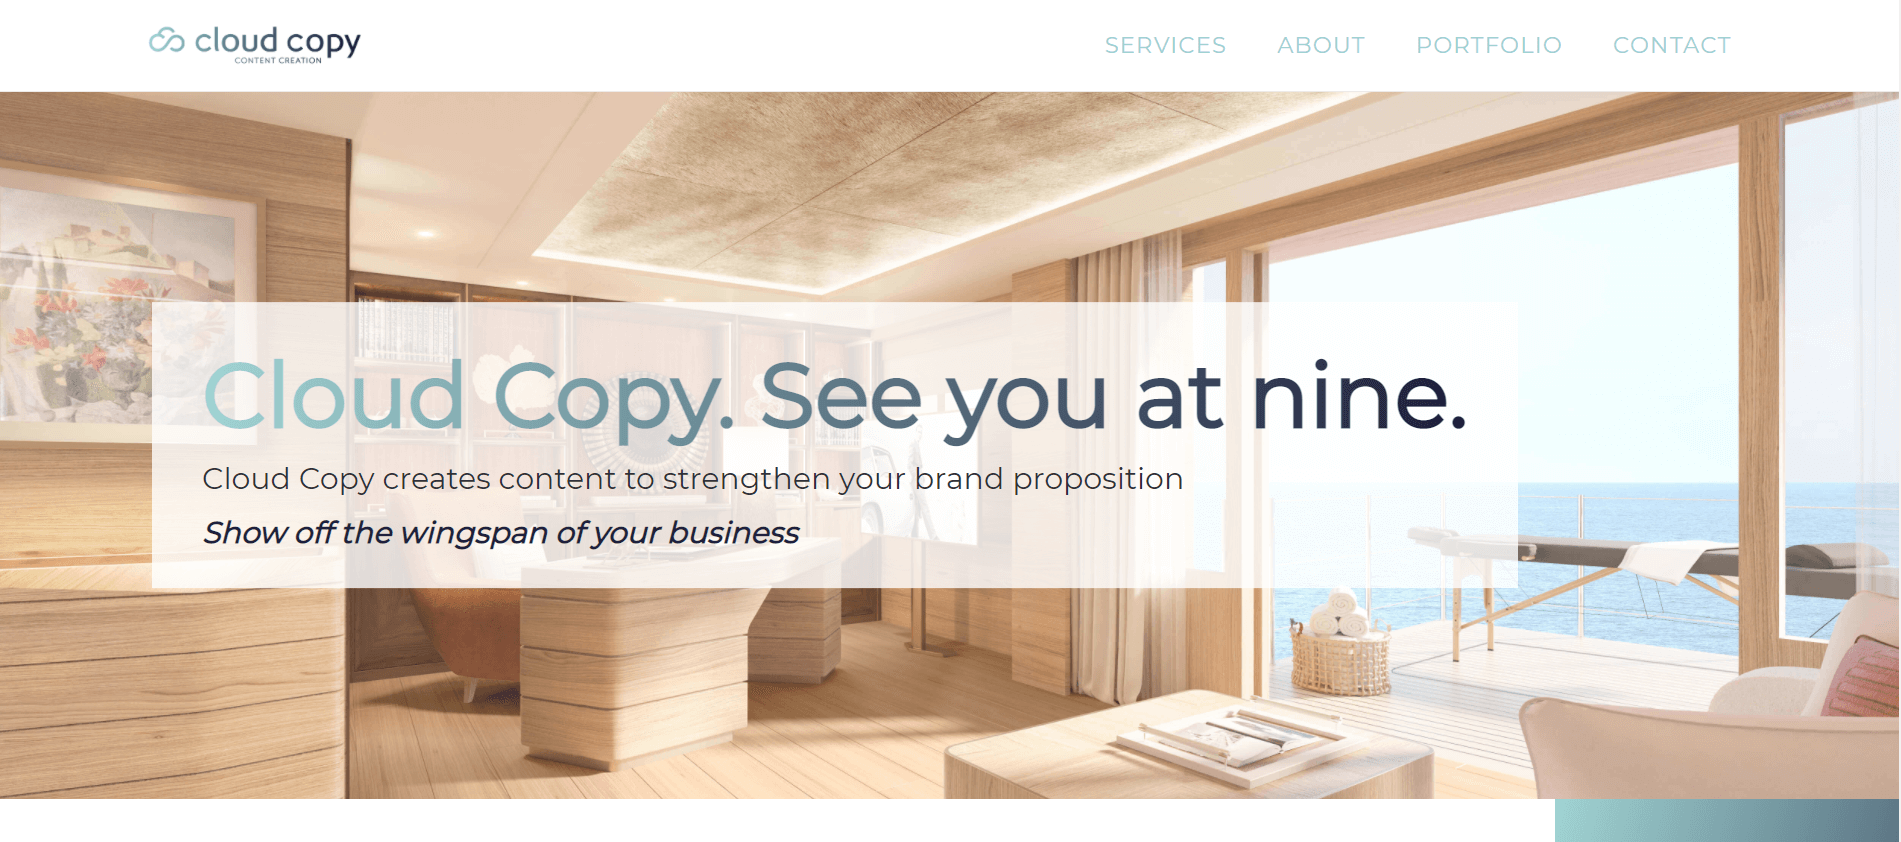 cloud copy
CONTENT CREATION
SERVICES
ABOUT
PORTFOLIO
CONTACT
Cloud Copy. See you at nine.
Cloud Copy creates content to strengthen your brand proposition
Show off the wingspan of your business